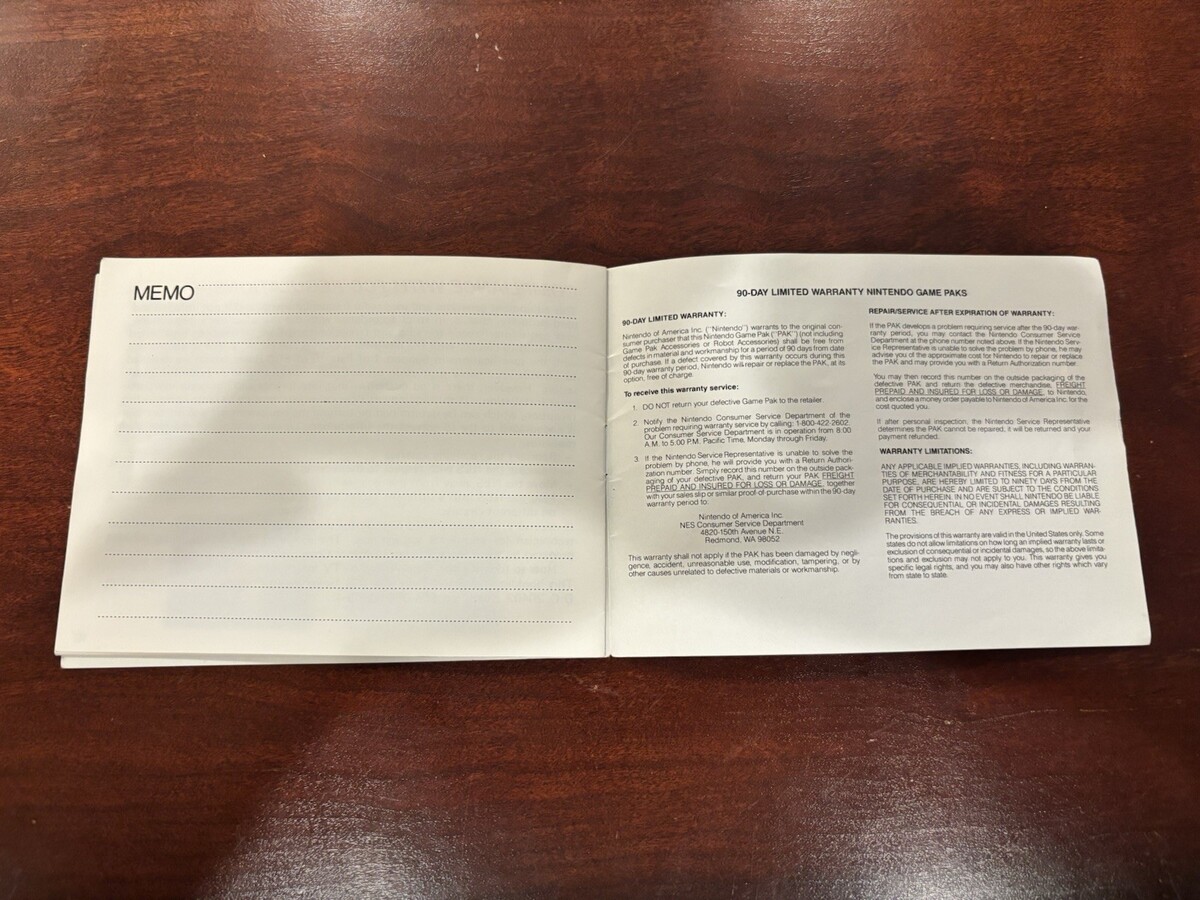 MEMO
90-DAY LIMITED WARRANTY NINTENDO GAME PAKS
90-DAY LIMITED WARRANTY:
Nintendo of America Inc. ("Nintendo") warrants to the original con-
sumer purchaser that this Nintendo Game Pak ("PAK") (not including
Game Pak Accessories or Robot Accessories) shall be free from
defects in material and workmanship for a period of 90 days from date
of purchase. If a defect covered by this warranty occurs during this
90-day warranty period, Nintendo will repair or replace the PAK, at its
option, free of charge.
To receive this warranty service:
1. DO NOT return your defective Game Pak to the retailer.
2. Notify the Nintendo Consumer Service Department of the
problem requiring warranty service by calling: 1-800-422-2602.
Our Consumer Service Department is in operation from 8:00
A.M. to 5:00 P.M. Pacific Time, Monday through Friday.
3. If the Nintendo Service Representative is unable to solve the
problem by phone, he will provide you with a Return Authori-
zation number. Simply record this number on the outside pack-
aging of your defective PAK, and return your PAK FREIGHT
PREPAID AND INSURED FOR LOSS OR DAMAGE, together
with your sales slip or similar proof-of-purchase within the 90-day
warranty period to:
Nintendo of America Inc.
NES Consumer Service Department
4820-150th Avenue N.E.
Redmond, WA 98052
This warranty shall not apply if the PAK has been damaged by negli-
gence, accident, unreasonable use, modification, tampering, or by
other causes unrelated to defective materials or workmanship.
REPAIR/SERVICE AFTER EXPIRATION OF WARRANTY:
If the PAK develops a problem requiring service after the 90-day war-
ranty period, you may contact the Nintendo Consumer Service
Department at the phone number noted above. If the Nintendo Serv-
ice Representative is unable to solve the problem by phone, he may
advise you of the approximate cost for Nintendo to repair or replace
the PAK and may provide you with a Return Authorization number.
You may then record this number on the outside packaging of the
defective PAK and return the defective merchandise, FREIGHT
PREPAID AND INSURED FOR LOSS OR DAMAGE, to Nintendo,
and enclose a money order payable to Nintendo of America Inc. for the
cost quoted you.
If after personal inspection, the Nintendo Service Representative
determines the PAK cannot be repaired, it will be returned and your
payment refunded.
WARRANTY LIMITATIONS:
ANY APPLICABLE IMPLIED WARRANTIES, INCLUDING WARRAN-
TIES OF MERCHANTABILITY AND FITNESS FOR A PARTICULAR
PURPOSE, ARE HEREBY LIMITED TO NINETY DAYS FROM THE
DATE OF PURCHASE AND ARE SUBJECT TO THE CONDITIONS
SET FORTH HEREIN. IN NO EVENT SHALL NINTENDO BE LIABLE
FOR CONSEQUENTIAL OR INCIDENTAL DAMAGES RESULTING
FROM THE BREACH OF ANY EXPRESS OR IMPLIED WAR-
RANTIES.
The provisions of this warranty are valid in the United States only. Some
states do not allow limitations on how long an implied warranty lasts or
exclusion of consequential or incidental damages, so the above limita-
tions and exclusion may not apply to you. This warranty gives you
specific legal rights, and you may also have other rights which vary
from state to state.